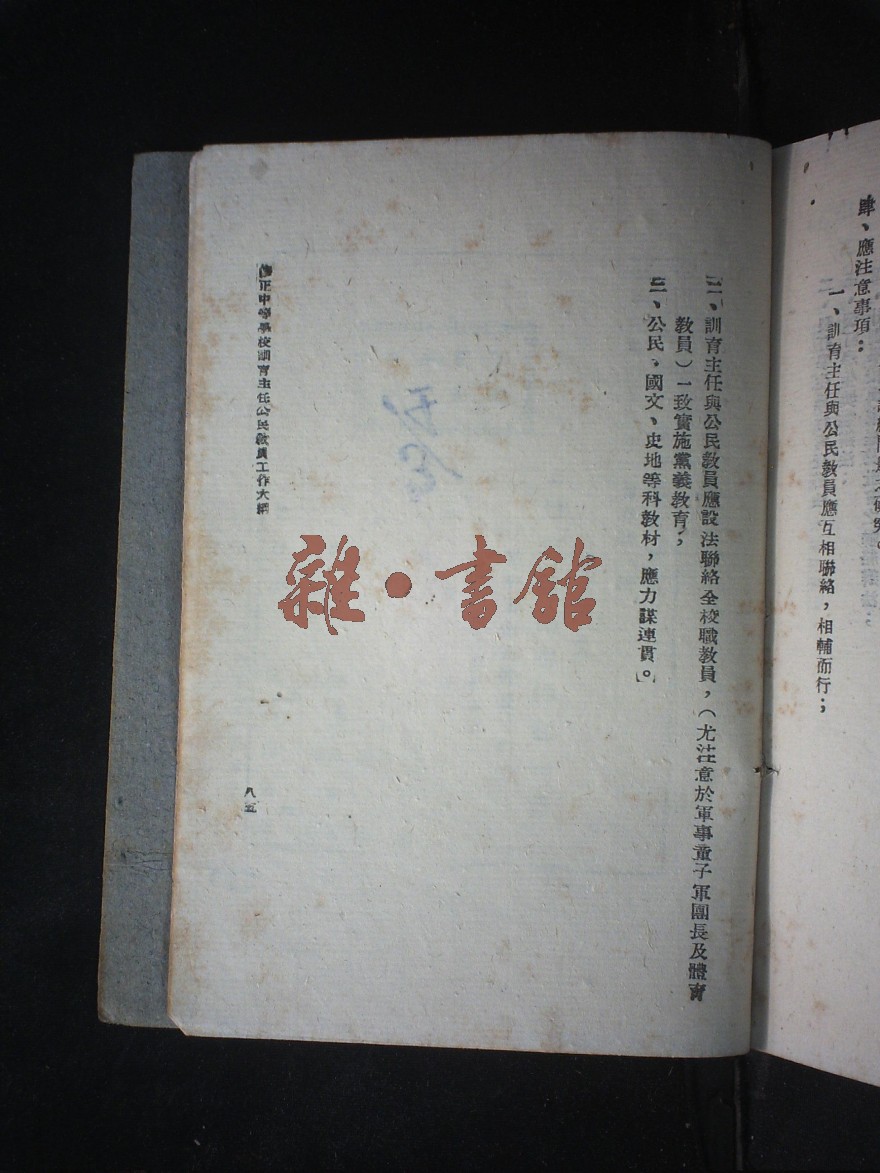 肆、應注意事項：
一、訓育主任與公民教員應互相聯絡，相輔而行；
二、訓育主任與公民教員應設法聯絡全校職教員，（尤注意於軍事童子軍團長及體育
教員）一致實施黨義教育；
三、公民、國文、史地等科教材，應力謀連貫。
修正中等學校訓育主任公民教員工作大綱
八五
雜·書館